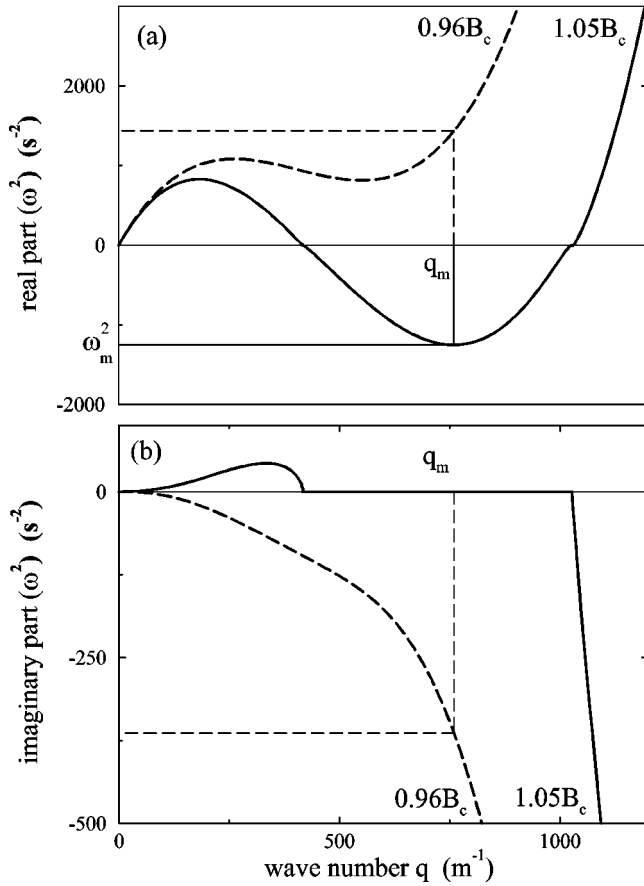 (a)
0.96B_c
1.05B_c
real part (ω²) (s⁻²)
2000
0
ω_m²
-2000
q_m
(b)
q_m
imaginary part (ω²) (s⁻²)
0
-250
-500
0.96B_c
1.05B_c
0
500
1000
wave number q (m⁻¹)